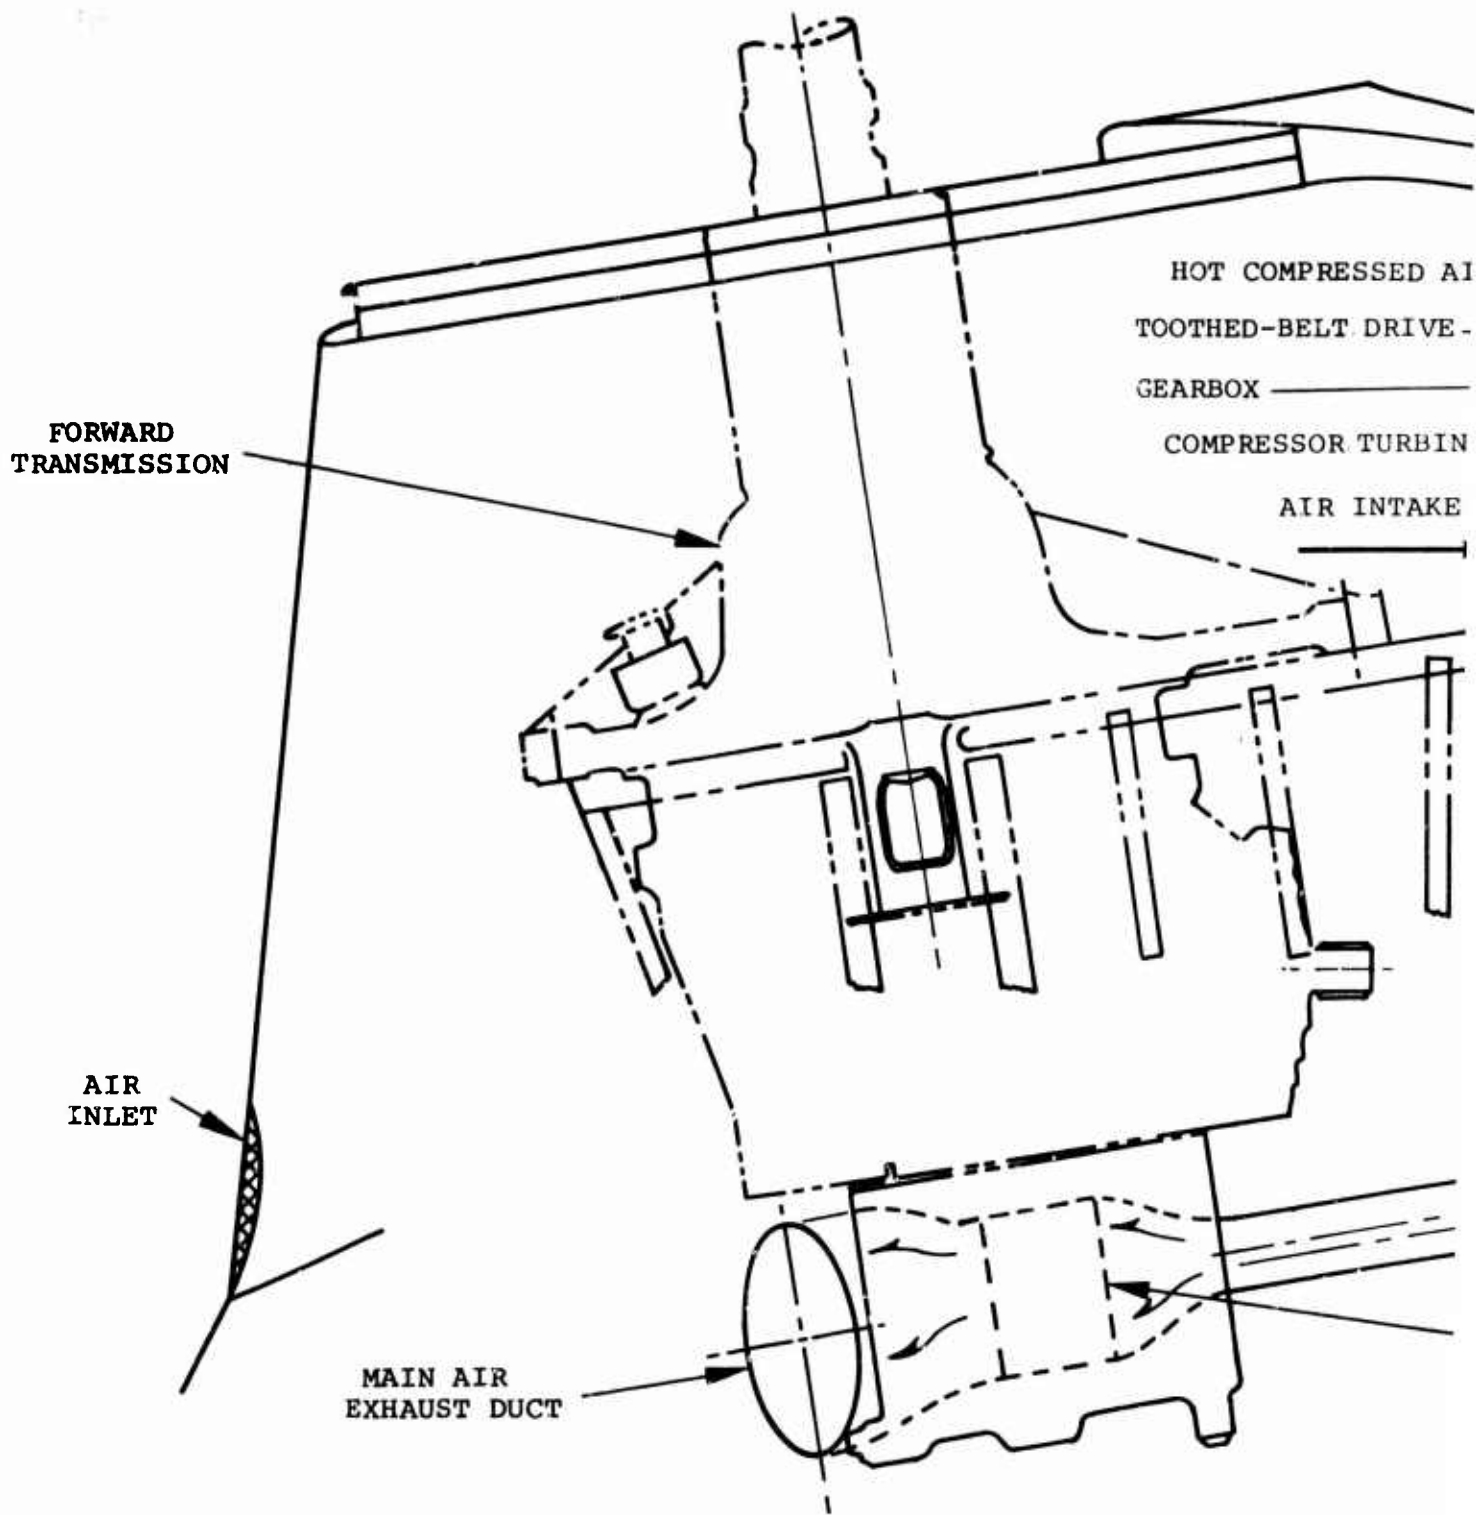 HOT COMPRESSED AI
TOOTHED-BELT DRIVE-
GEARBOX
COMPRESSOR TURBIN
AIR INTAKE
FORWARD
TRANSMISSION
AIR
INLET
MAIN AIR
EXHAUST DUCT